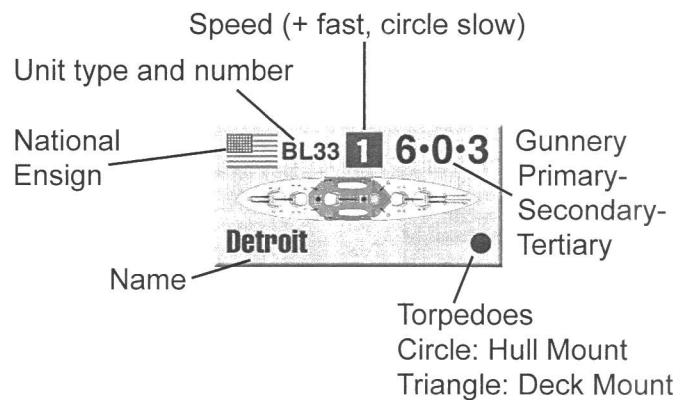 Speed (+ fast, circle slow)
Unit type and number
National
Ensign
BL33 1 6•0•3
Gunnery
Primary-
Secondary-
Tertiary
Detroit
Name
Torpedoes
Circle: Hull Mount
Triangle: Deck Mount